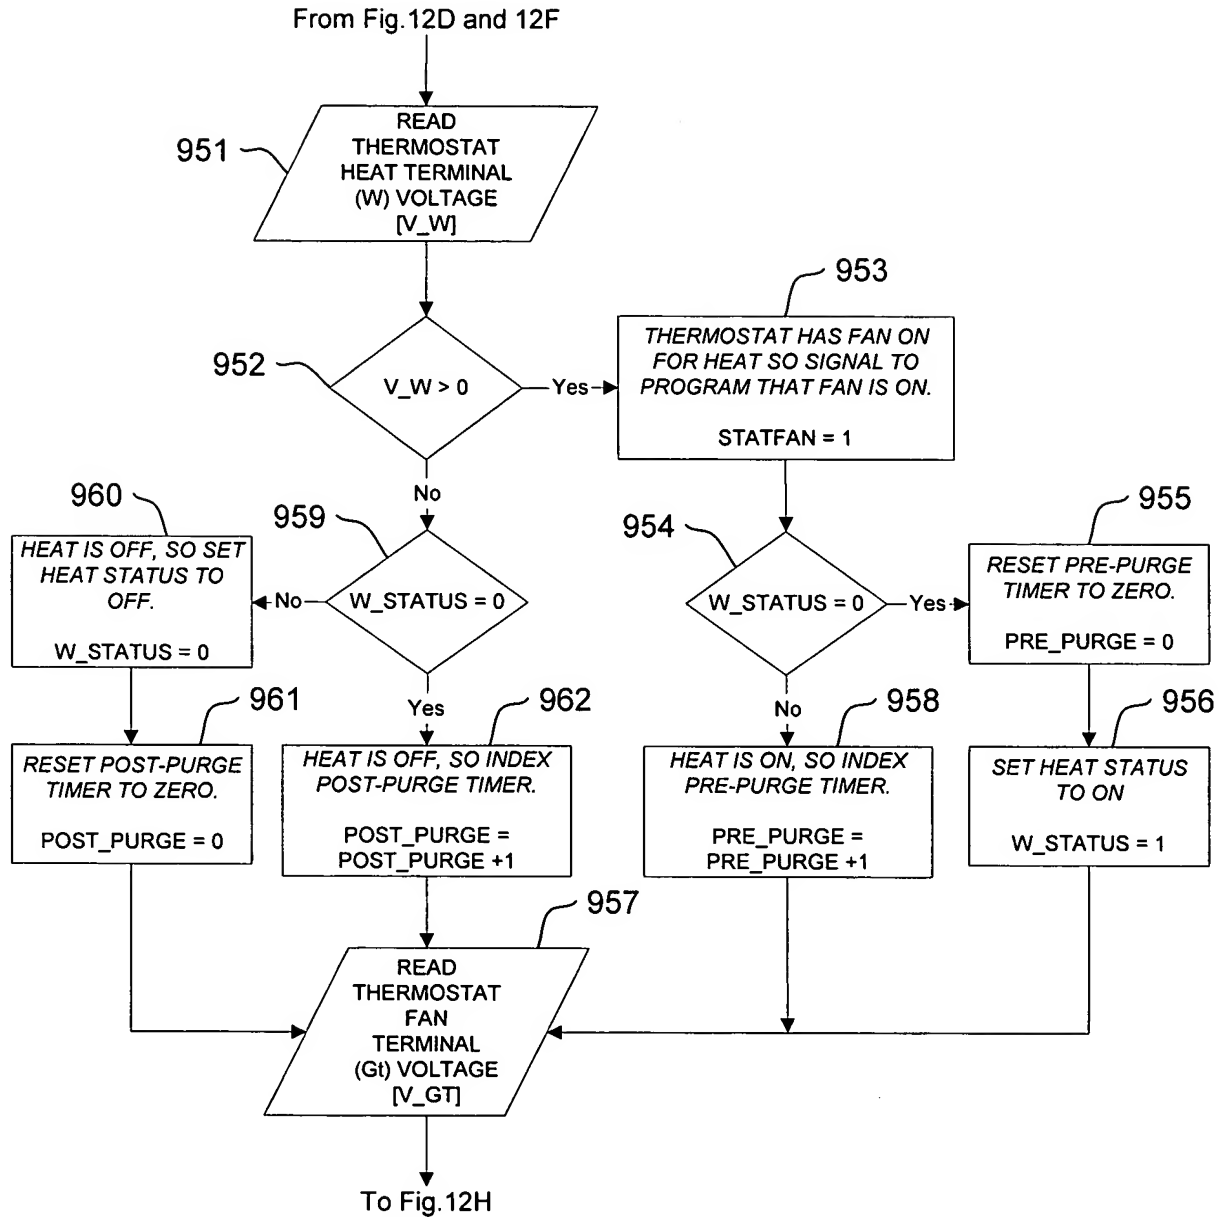 From Fig.12D and 12F
951
READ
THERMOSTAT
HEAT TERMINAL
(W) VOLTAGE
[V_W]
953
952
V_W > 0
Yes
THERMOSTAT HAS FAN ON
FOR HEAT SO SIGNAL TO
PROGRAM THAT FAN IS ON.
STATFAN = 1
No
960
959
954
955
HEAT IS OFF, SO SET
HEAT STATUS TO
OFF.
W_STATUS = 0
No
W_STATUS = 0
W_STATUS = 0
Yes
RESET PRE-PURGE
TIMER TO ZERO.
PRE_PURGE = 0
Yes
No
961
962
958
956
RESET POST-PURGE
TIMER TO ZERO.
POST_PURGE = 0
HEAT IS OFF, SO INDEX
POST-PURGE TIMER.
POST_PURGE =
POST_PURGE +1
HEAT IS ON, SO INDEX
PRE-PURGE TIMER.
PRE_PURGE =
PRE_PURGE +1
SET HEAT STATUS
TO ON
W_STATUS = 1
957
READ
THERMOSTAT
FAN
TERMINAL
(Gt) VOLTAGE
[V_GT]
To Fig.12H